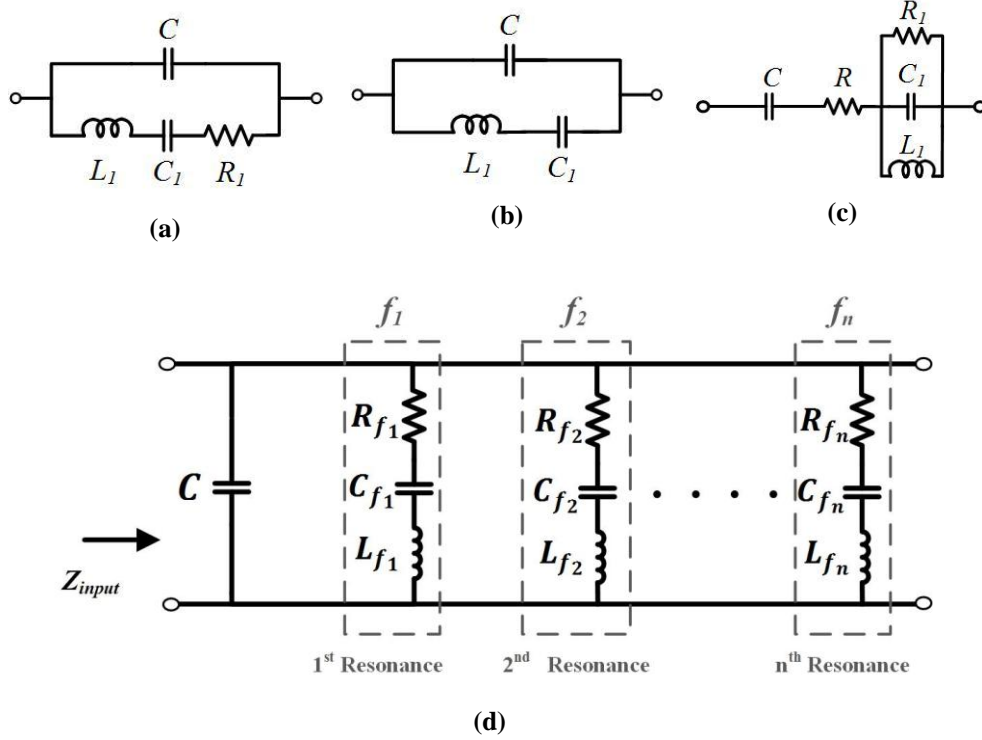 C
L1
C1
R1
(a)
C
L1
C1
(b)
C
R
R1
C1
L1
(c)
f1
f2
fn
C
Rf1
Cf1
Lf1
Rf2
Cf2
Lf2
. . . . .
Rfn
Cfn
Lfn
Zinput
1st Resonance
2nd Resonance
nth Resonance
(d)